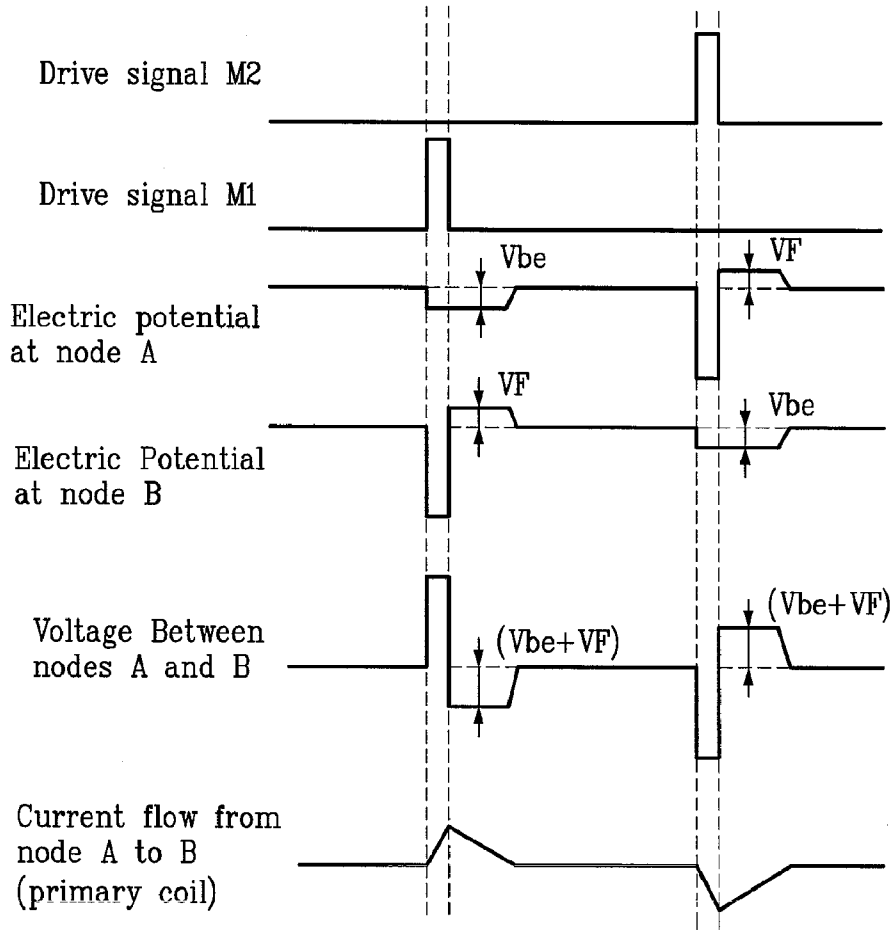 Drive signal M2
Drive signal M1
Vbe
VF
Electric potential
at node A
VF
Vbe
Electric Potential
at node B
(Vbe+VF)
(Vbe+VF)
Voltage Between
nodes A and B
Current flow from
node A to B
(primary coil)